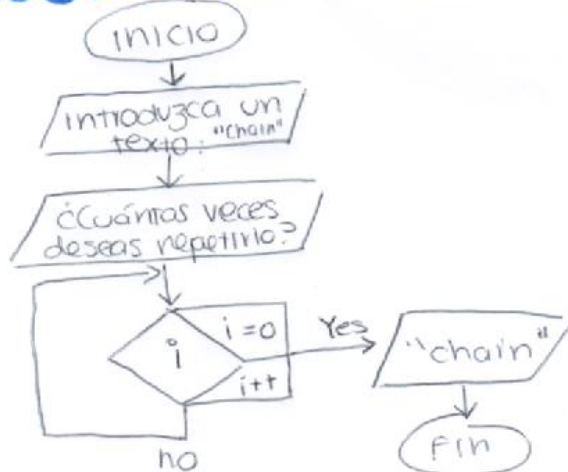 INICIO
Introduzca un
texto: "chain"
¿Cuántas veces
deseas repetirlo?
i
i=0
i++
Yes
"chain"
no
Fin